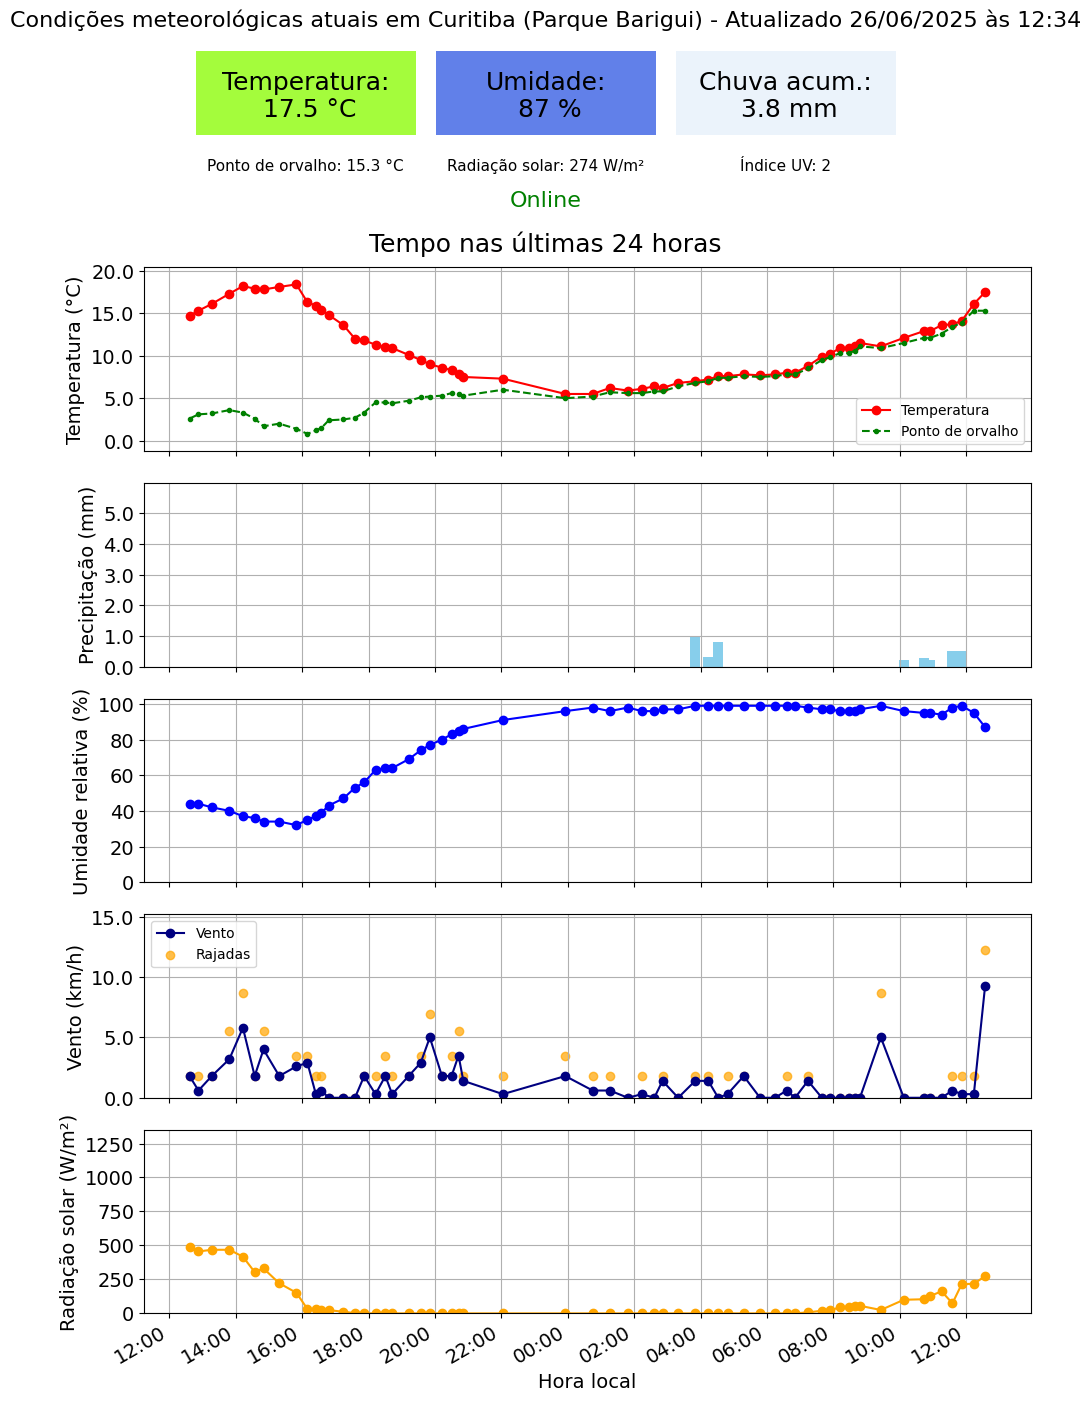 Condições meteorológicas atuais em Curitiba (Parque Barigui) - Atualizado 26/06/2025 às 12:34
Temperatura:
17.5 °C
Umidade:
87 %
Chuva acum.:
3.8 mm
Ponto de orvalho: 15.3 °C
Radiação solar: 274 W/m²
Índice UV: 2
Online
Tempo nas últimas 24 horas
Temperatura (°C)
20.0
15.0
10.0
5.0
0.0
Temperatura
Ponto de orvalho
Precipitação (mm)
5.0
4.0
3.0
2.0
1.0
0.0
Umidade relativa (%)
100
80
60
40
20
0
Vento (km/h)
15.0
10.0
5.0
0.0
Vento
Rajadas
Radiação solar (W/m²)
1250
1000
750
500
250
0
12:00
14:00
16:00
18:00
20:00
22:00
00:00
02:00
04:00
06:00
08:00
10:00
12:00
Hora local